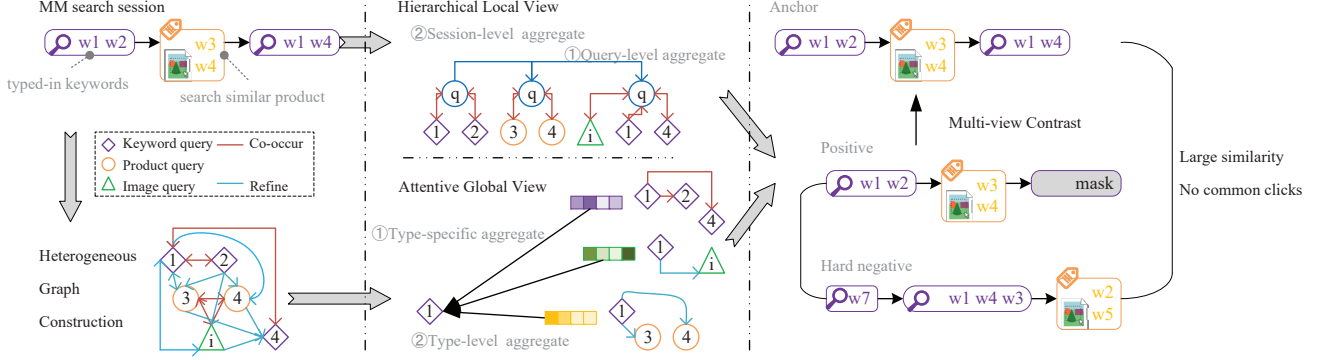 MM search session
w1 w2
w3
w4
w1 w4
typed-in keywords
search similar product
Keyword query
Co-occur
Product query
Image query
Refine
Heterogeneous
Graph
Construction
1
2
3
4
i
4
Hierarchical Local View
②Session-level aggregate
①Query-level aggregate
q
q
q
1
2
3
4
i
1
4
Attentive Global View
①Type-specific aggregate
1
2
4
1
i
1
②Type-level aggregate
1
3
4
Anchor
w1 w2
w3
w4
w1 w4
Multi-view Contrast
Positive
w1 w2
w3
w4
mask
Large similarity
No common clicks
Hard negative
w7
w1 w4 w3
w2
w5